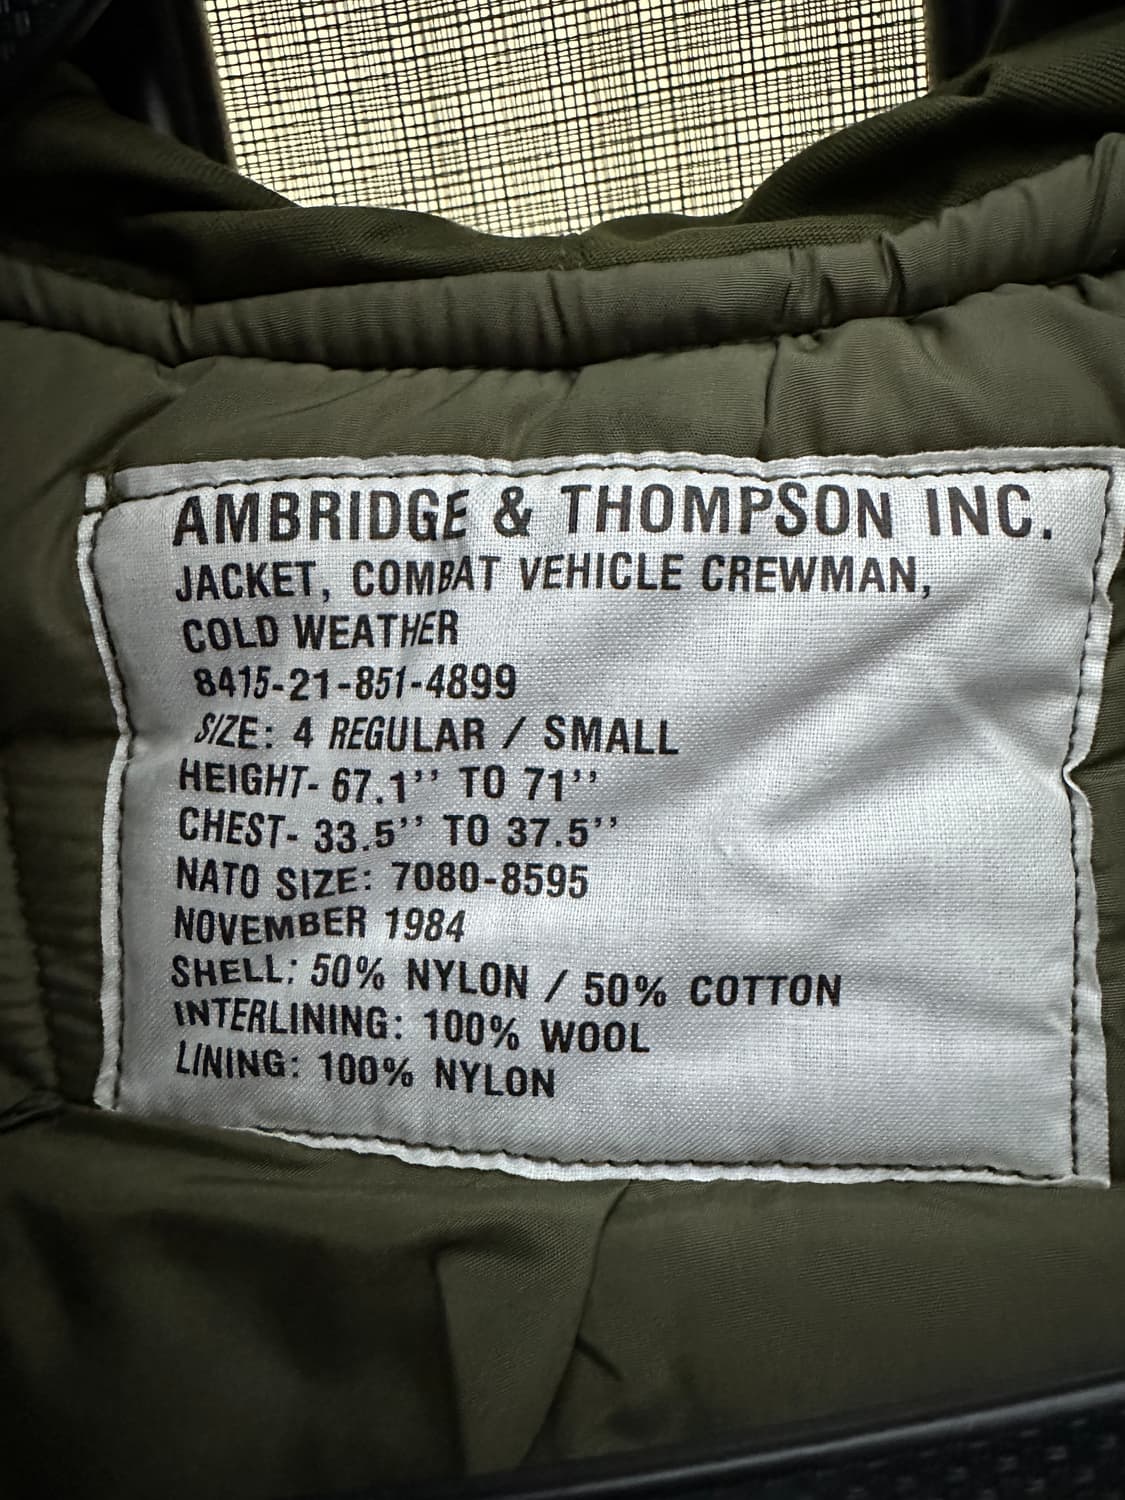 AMBRIDGE & THOMPSON INC.
JACKET, COMBAT VEHICLE CREWMAN,
COLD WEATHER
8415-21-851-4899
SIZE: 4 REGULAR / SMALL
HEIGHT- 67.1’’ TO 71’’
CHEST- 33.5’’ TO 37.5’’
NATO SIZE: 7080-8595
NOVEMBER 1984
SHELL: 50% NYLON / 50% COTTON
INTERLINING: 100% WOOL
LINING: 100% NYLON